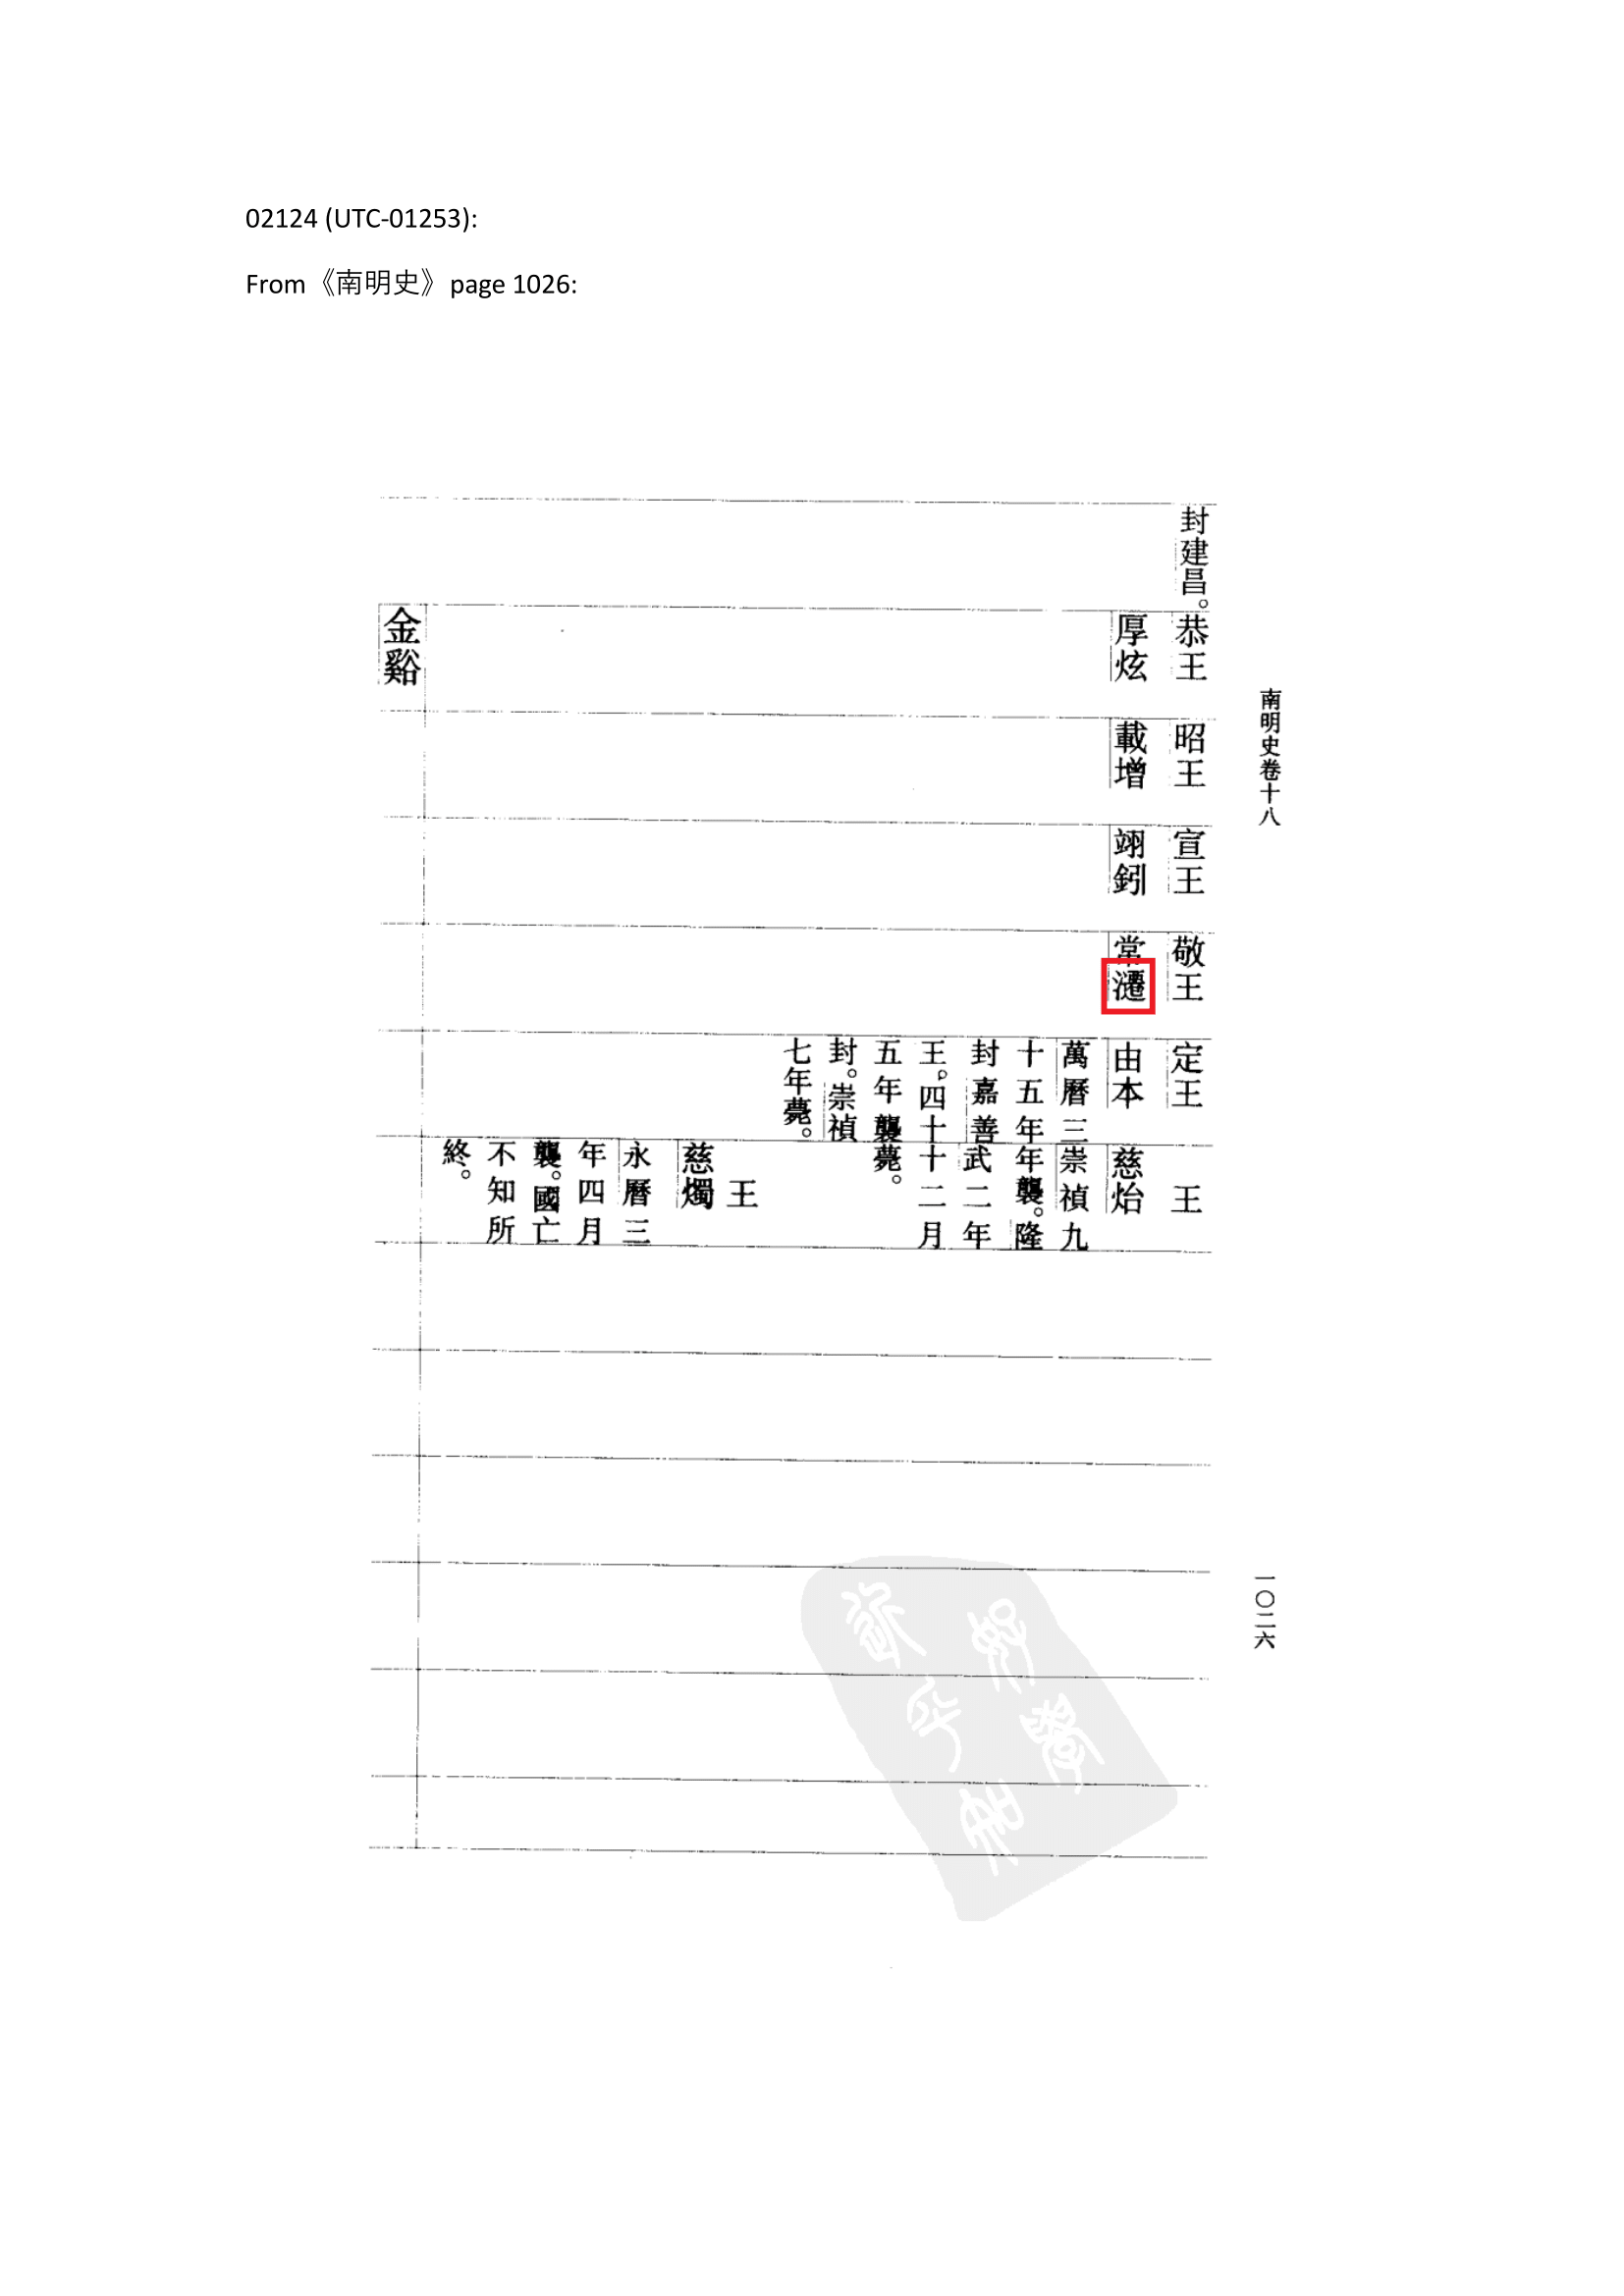 02124 (UTC-01253):
From《南明史》page 1026:
南明史卷十八
一〇二六
封建昌。
恭王
厚炫
昭王
載增
宣王
翊鈏
敬王
常
定王
由本
萬曆三
十五年
封嘉善
王。四十
五年襲
封。崇禎
七年薨。
王
慈炲
崇禎九
年襲。隆
武二年
十二月
薨。
王
慈燭
永曆三
年四月
襲。國亡
不知所
終。
金谿